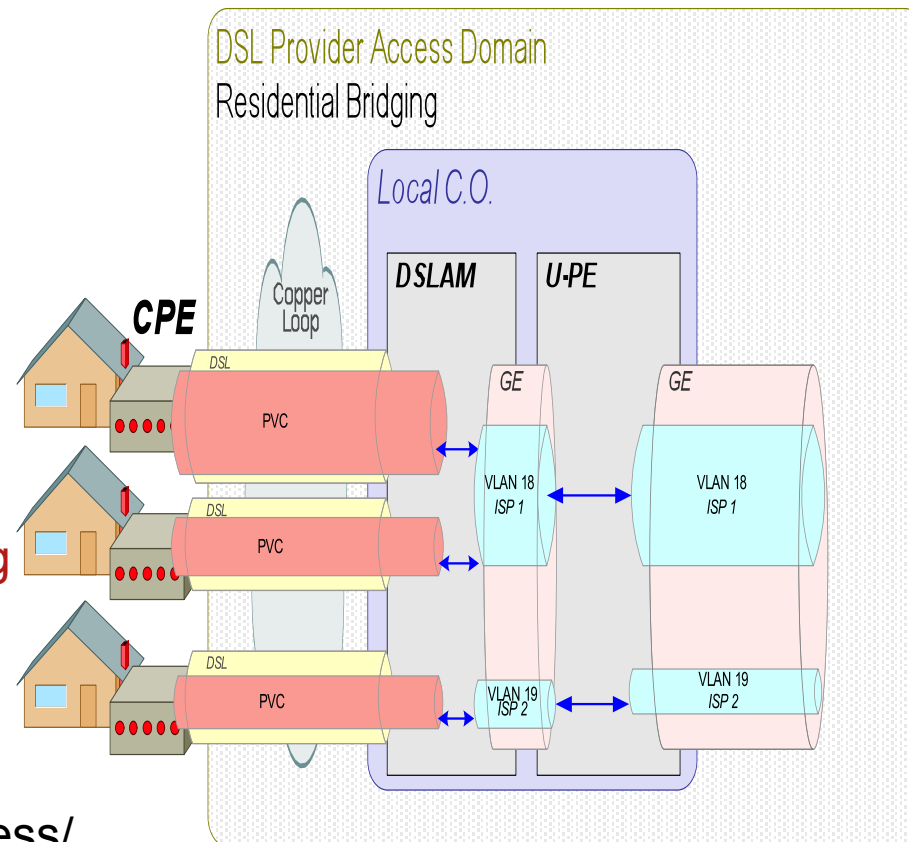 DSL Provider Access Domain
Residential Bridging
Local C.O.
DSLAM
U-PE
Copper
Loop
CPE
DSL
GE
GE
PVC
VLAN 18
ISP 1
VLAN 18
ISP 1
DSL
PVC
g
DSL
PVC
VLAN 19
ISP 2
VLAN 19
ISP 2
ess/